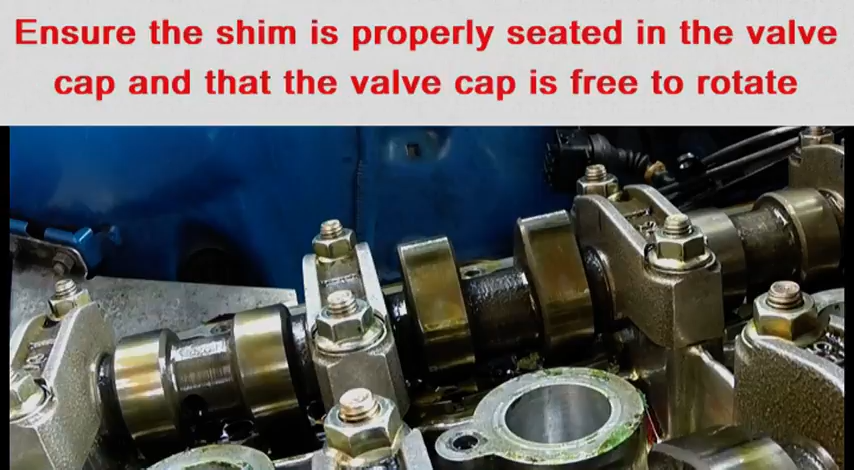 Ensure the shim is properly seated in the valve
cap and that the valve cap is free to rotate